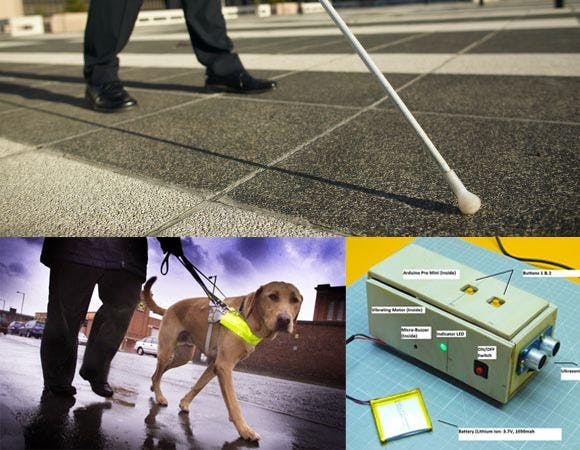 Arduino Pro Mini (Inside)
Buttons 1 & 2
Vibrating Motor (Inside)
Micro-Buzzer
(Inside)
Indicator LED
ON/OFF
Switch
Ultrasoni
Battery (Lithium Ion- 3.7V, 1050mah